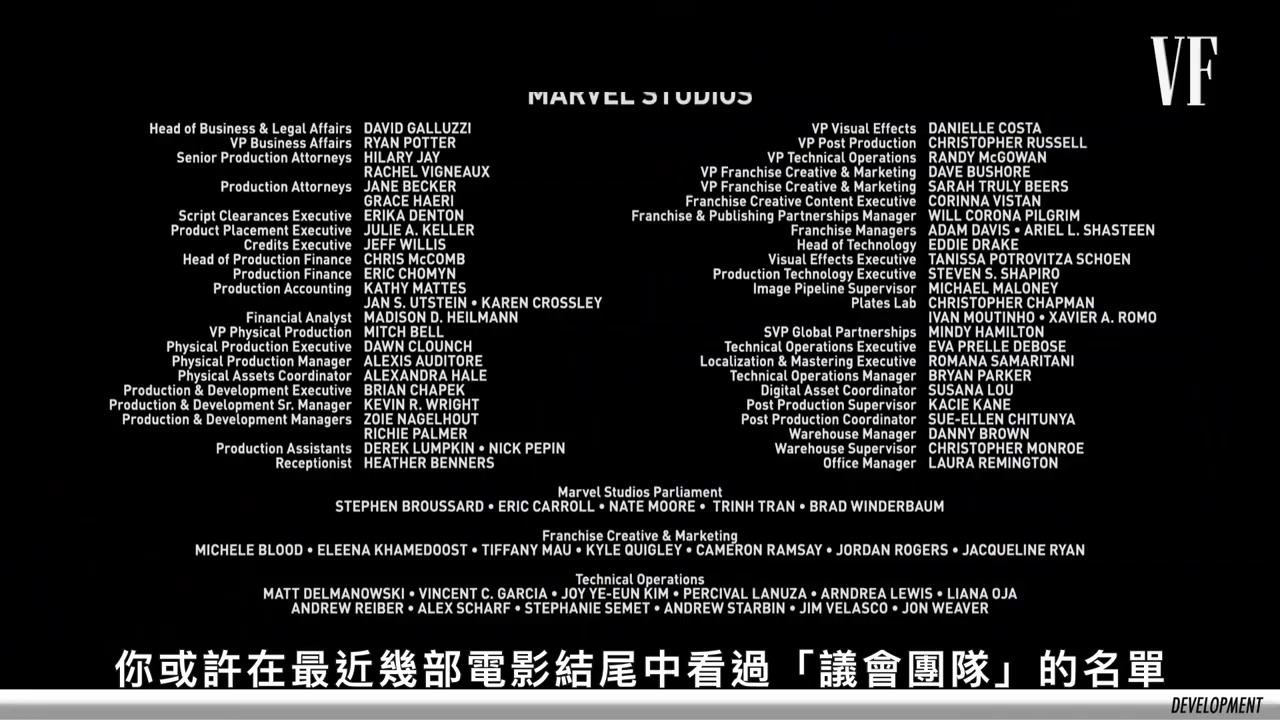 VF
MARVEL STUDIOS
Head of Business & Legal Affairs DAVID GALLUZZI
VP Business Affairs RYAN POTTER
Senior Production Attorneys HILARY JAY
RACHEL VIGNEAUX
Production Attorneys JANE BECKER
GRACE HAERI
Script Clearances Executive ERIKA DENTON
Product Placement Executive JULIE A. KELLER
Credits Executive JEFF WILLIS
Head of Production Finance CHRIS McCOMB
Production Finance ERIC CHOMYN
Production Accounting KATHY MATTES
JAN S. UTSTEIN • KAREN CROSSLEY
Financial Analyst MADISON D. HEILMANN
VP Physical Production MITCH BELL
Physical Production Executive DAWN CLOUNCH
Physical Production Manager ALEXIS AUDITORE
Physical Assets Coordinator ALEXANDRA HALE
Production & Development Executive BRIAN CHAPEK
Production & Development Sr. Manager KEVIN R. WRIGHT
Production & Development Managers ZOIE NAGELHOUT
RICHIE PALMER
Production Assistants DEREK LUMPKIN • NICK PEPIN
Receptionist HEATHER BENNERS
VP Visual Effects DANIELLE COSTA
VP Post Production CHRISTOPHER RUSSELL
VP Technical Operations RANDY McGOWAN
VP Franchise Creative & Marketing DAVE BUSHORE
VP Franchise Creative & Marketing SARAH TRULY BEERS
Franchise Creative Content Executive CORINNA VISTAN
Franchise & Publishing Partnerships Manager WILL CORONA PILGRIM
Franchise Managers ADAM DAVIS • ARIEL L. SHASTEEN
Head of Technology EDDIE DRAKE
Visual Effects Executive TANISSA POTROVITZA SCHOEN
Production Technology Executive STEVEN S. SHAPIRO
Image Pipeline Supervisor MICHAEL MALONEY
Plates Lab CHRISTOPHER CHAPMAN
IVAN MOUTINHO • XAVIER A. ROMO
SVP Global Partnerships MINDY HAMILTON
Technical Operations Executive EVA PRELLE DEBOSE
Localization & Mastering Executive ROMANA SAMARITANI
Technical Operations Manager BRYAN PARKER
Digital Asset Coordinator SUSANA LOU
Post Production Supervisor KACIE KANE
Post Production Coordinator SUE-ELLEN CHITUNYA
Warehouse Manager DANNY BROWN
Warehouse Supervisor CHRISTOPHER MONROE
Office Manager LAURA REMINGTON
Marvel Studios Parliament
STEPHEN BROUSSARD • ERIC CARROLL • NATE MOORE • TRINH TRAN • BRAD WINDERBAUM
Franchise Creative & Marketing
MICHELE BLOOD • ELEENA KHAMEDOOST • TIFFANY MAU • KYLE QUIGLEY • CAMERON RAMSAY • JORDAN ROGERS • JACQUELINE RYAN
Technical Operations
MATT DELMANOWSKI • VINCENT C. GARCIA • JOY YE-EUN KIM • PERCIVAL LANUZA • ARNDREA LEWIS • LIANA OJA
ANDREW REIBER • ALEX SCHARF • STEPHANIE SEMET • ANDREW STARBIN • JIM VELASCO • JON WEAVER
你或許在最近幾部電影結尾中看過「議會團隊」的名單
DEVELOPMENT